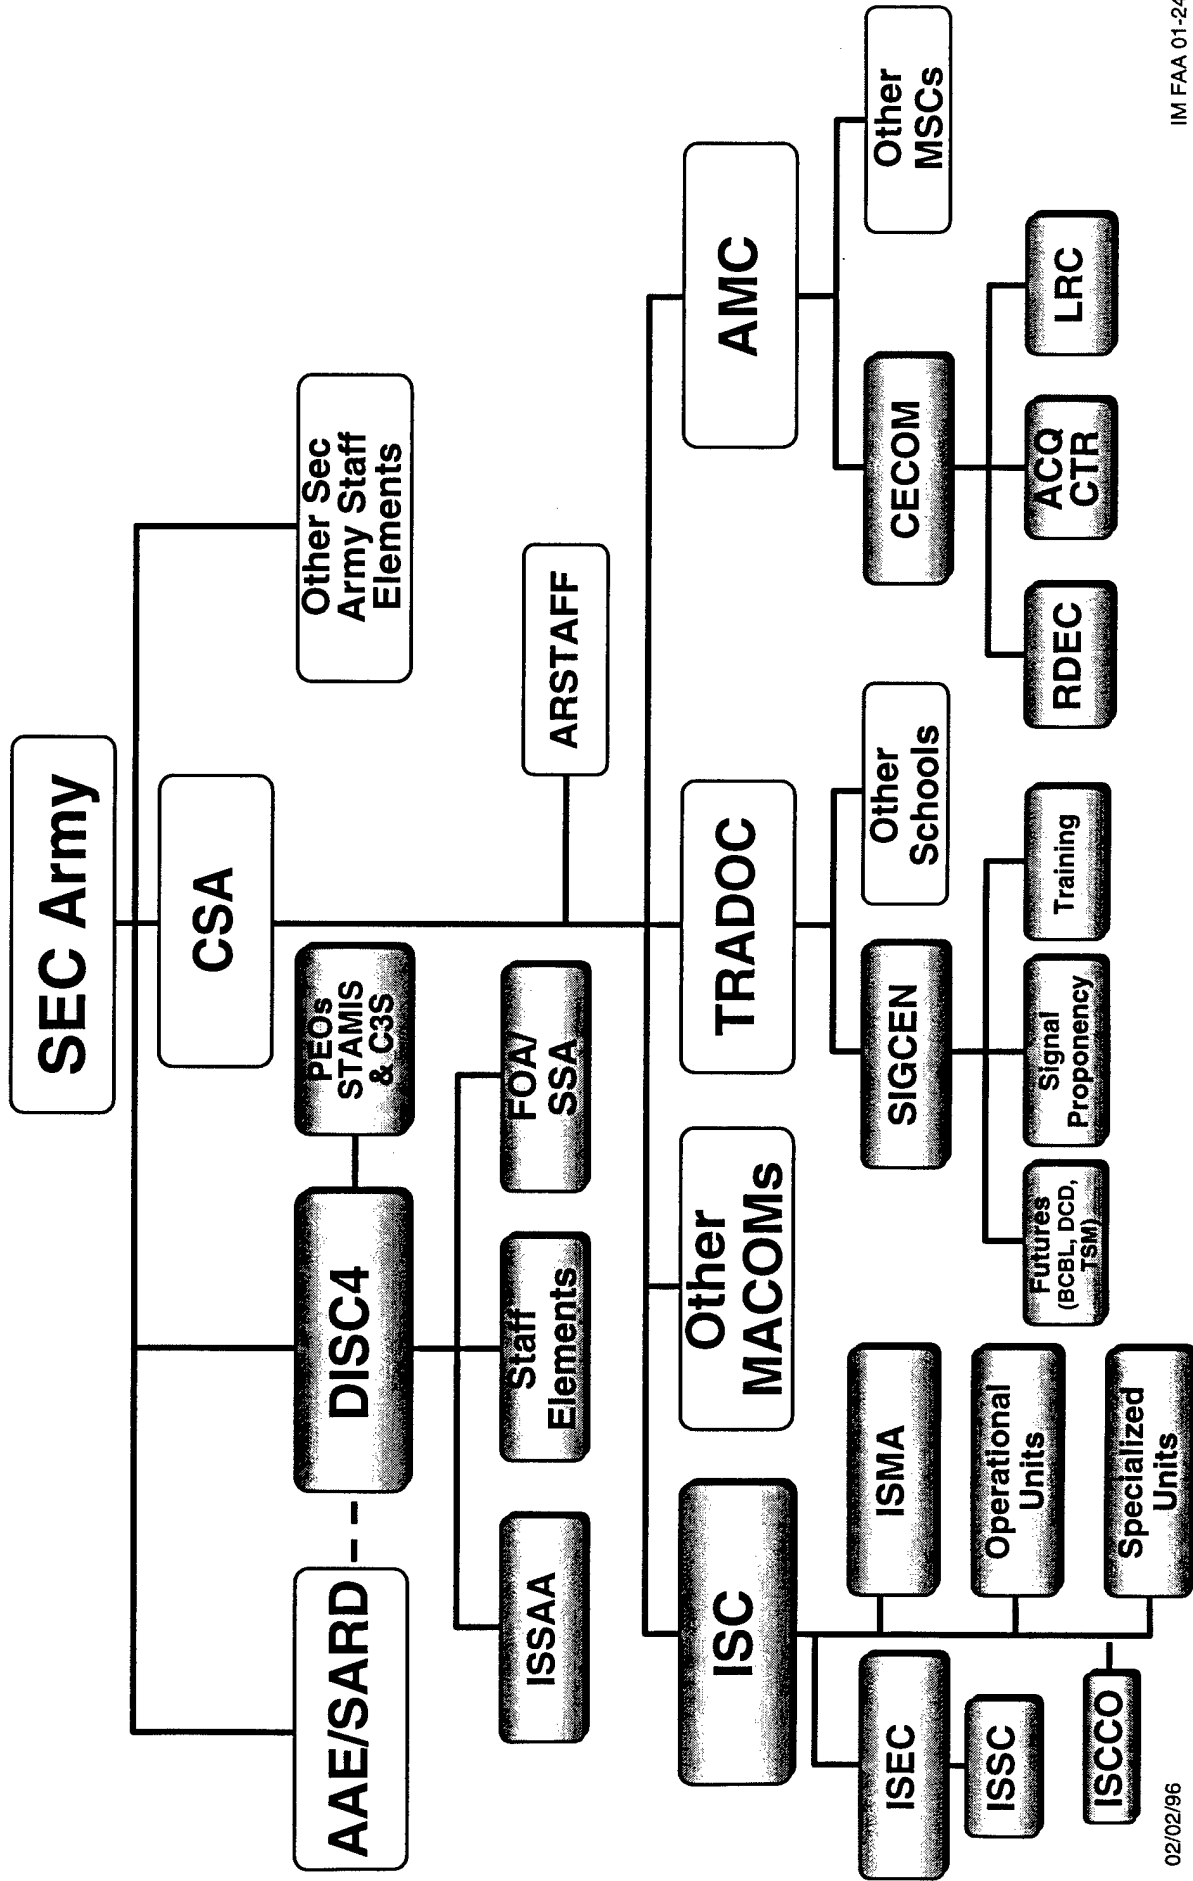 SEC Army
CSA
Other Sec
Army Staff
Elements
AAE/SARD
DISC4
PEOs
STAMIS
& C3S
ISSAA
Staff
Elements
FOA/
SSA
ARSTAFF
ISC
Other
MACOMs
TRADOC
AMC
ISEC
ISMA
SIGCEN
Other
Schools
CECOM
Other
MSCs
ISSC
Operational
Units
Futures
(BCBL, DCD,
TSM)
Signal
Proponency
Training
RDEC
ACQ
CTR
LRC
ISCCO
Specialized
Units
02/02/96
IM FAA 01-24